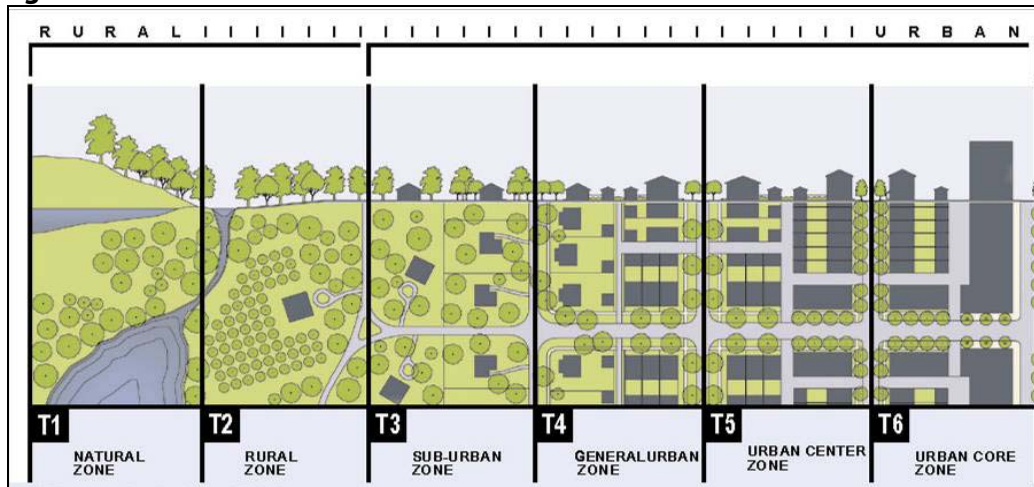 R U R A L I I I I I I I I I I I I I I I I I I I I I I I I I I I I I U R B A N
T1
NATURAL
ZONE
T2
RURAL
ZONE
T3
SUB-URBAN
ZONE
T4
GENERALURBAN
ZONE
T5
URBAN CENTER
ZONE
T6
URBAN CORE
ZONE